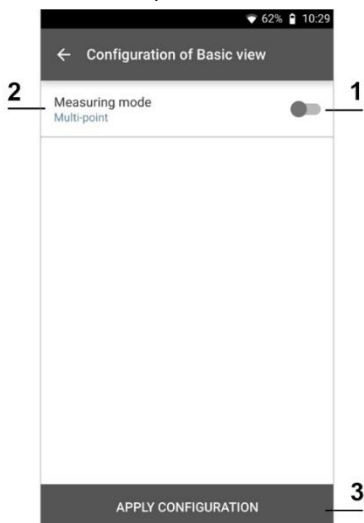 62% 10:29
Configuration of Basic view
2
Measuring mode
1
Multi-point
APPLY CONFIGURATION
3